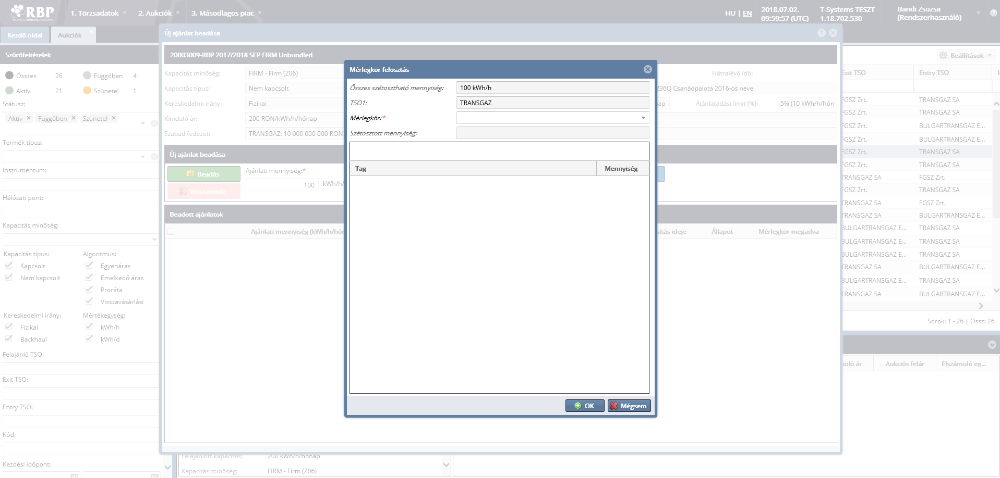 RBP
REGIONAL BOOKING PLATFORM
1. Törzsadatok
2. Aukciók
3. Másodlagos piac
HU | EN
2018.07.02.
09:59:57 (UTC)
T-Systems TESZT
1.18.702.530
Bandi Zsuzsa
(Rendszerhasználó)
Kezdő oldal
Aukciók
Szűrőfeltételek
Összes 26
Függőben 4
Aktív 21
Szünetel 1
Státusz:
Aktív
Függőben
Szünetel
Termék típus:
Instrumentum:
Hálózati pont:
Kapacitás minőség:
Kapacitás típus:
Algoritmus:
Kapcsolt
Egyenáras
Nem kapcsolt
Emelkedő áras
Proráta
Visszavásárlási
Kereskedelmi irány:
Mértékegység:
Fizikai
kWh/h
Backhaul
kWh/d
Felajánló TSO:
Exit TSO:
Entry TSO:
Kód:
Kezdési időpont:
Új ajánlat beadása
20003009-RBP 2017/2018 SEP FIRM Unbundled
Kapacitás minőség: FIRM - Firm (Z06)
Hátralévő idő:
Kapacitás típus: Nem kapcsolt
236Q Csanádpalota 2016-os neve
Kereskedelmi irány: Fizikai
ap
Ajánlatadási limit (%): 5% (10 kWh/h/hón
Kiinduló ár: 200 RON/kWh/h/hónap
Szabad fedezet: TRANSGAZ: 10 000 000 000 RON
Új ajánlat beadása
Beadás
Visszavonás
Ajánlati mennyiség:*
100 kWh/h/
Beadott ajánlatok
Ajánlati mennyiség (kWh/h/hón
sítás ideje
Állapot
Mérlegkör megadva
Mérlegkör felosztás
Összes szétosztható mennyiség: 100 kWh/h
TSO1: TRANSGAZ
Mérlegkör:*
Szétosztott mennyiség:
Tag
Mennyiség
OK
Mégsem
Beállítások
Exit TSO
Entry TSO
FGSZ Zrt. TRANSGAZ SA
FGSZ Zrt. TRANSGAZ SA
FGSZ Zrt. BULGARTRANSGAZ E...
FGSZ Zrt. BULGARTRANSGAZ E...
FGSZ Zrt. TRANSGAZ SA
FGSZ Zrt. TRANSGAZ SA
TRANSGAZ SA FGSZ Zrt.
FGSZ Zrt. TRANSGAZ SA
TRANSGAZ SA FGSZ Zrt.
TRANSGAZ SA BULGARTRANSGAZ E...
BULGARTRANSGAZ E... TRANSGAZ SA
BULGARTRANSGAZ E... TRANSGAZ SA
BULGARTRANSGAZ E... TRANSGAZ SA
TRANSGAZ SA BULGARTRANSGAZ E...
BULGARTRANSGAZ E... TRANSGAZ SA
TRANSGAZ SA BULGARTRANSGAZ E...
Sorok: 1 - 26 | Össz: 26
noló ár
Aukciós felár
Elszámoló eg...
Felajánlott kapacitás: 200 kWh/h/hónap
Kapacitás minőség: FIRM - Firm (Z06)